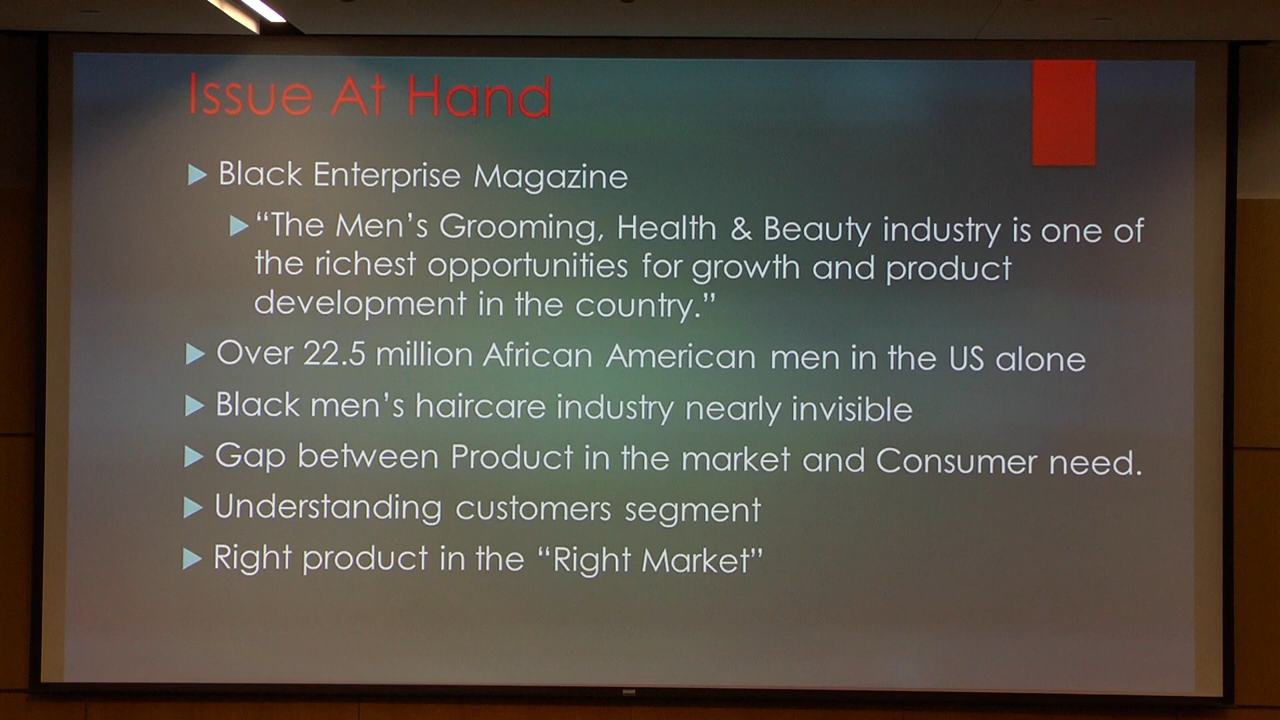 Issue At Hand
Black Enterprise Magazine
“The Men’s Grooming, Health & Beauty industry is one of
the richest opportunities for growth and product
development in the country.”
Over 22.5 million African American men in the US alone
Black men’s haircare industry nearly invisible
Gap between Product in the market and Consumer need.
Understanding customers segment
Right product in the “Right Market”